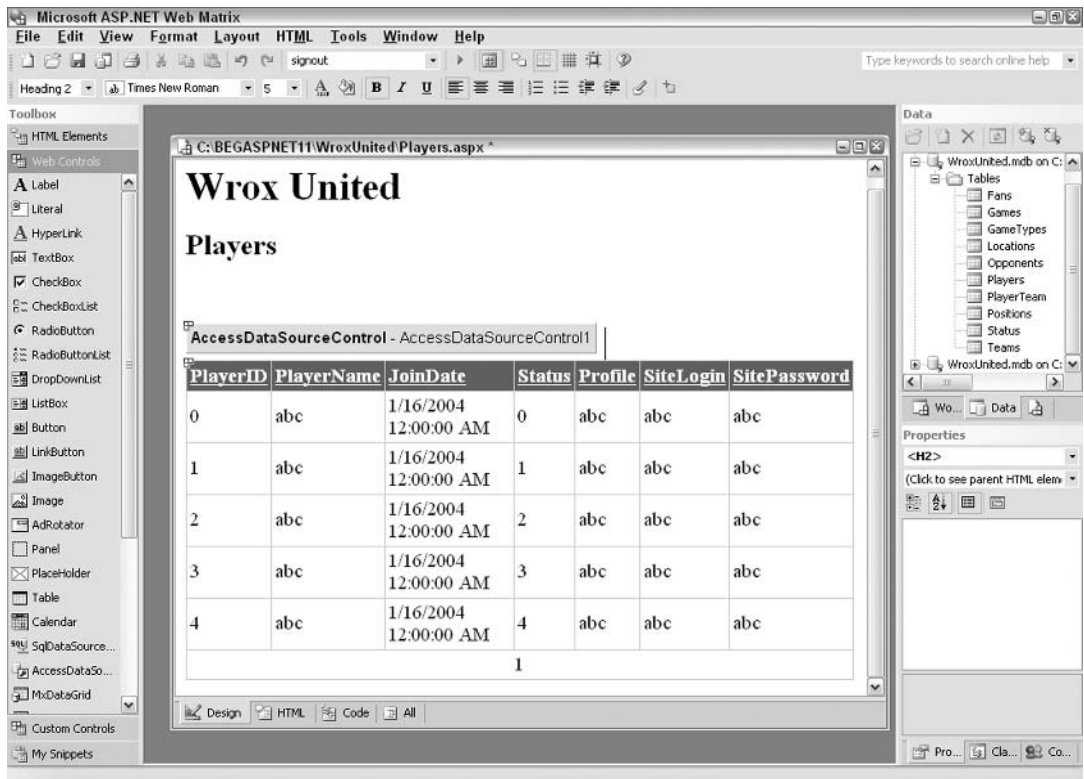 Microsoft ASP.NET Web Matrix
File Edit View Format Layout HTML Tools Window Help
signout
Type keywords to search online help
Heading 2
Times New Roman
5
B I U
Toolbox
HTML Elements
Web Controls
Label
Literal
HyperLink
TextBox
CheckBox
CheckBoxList
RadioButton
RadioButtonList
DropDownList
ListBox
Button
LinkButton
ImageButton
Image
AdRotator
Panel
PlaceHolder
Table
Calendar
SqlDataSource...
AccessDataSo...
MxDataGrid
Custom Controls
My Snippets
C:\BEGASPNET11\WroxUnited\Players.aspx *
Wrox United
Players
AccessDataSourceControl - AccessDataSourceControl1
PlayerID PlayerName JoinDate Status Profile SiteLogin SitePassword
0 abc 1/16/2004 12:00:00 AM 0 abc abc abc
1 abc 1/16/2004 12:00:00 AM 1 abc abc abc
2 abc 1/16/2004 12:00:00 AM 2 abc abc abc
3 abc 1/16/2004 12:00:00 AM 3 abc abc abc
4 abc 1/16/2004 12:00:00 AM 4 abc abc abc
1
Design HTML Code All
Data
WroxUnited.mdb on C:
Tables
Fans
Games
GameTypes
Locations
Opponents
Players
PlayerTeam
Positions
Status
Teams
WroxUnited.mdb on C:
Wo... Data
Properties
<H2>
(Click to see parent HTML elem
Pro... Cla... Co...